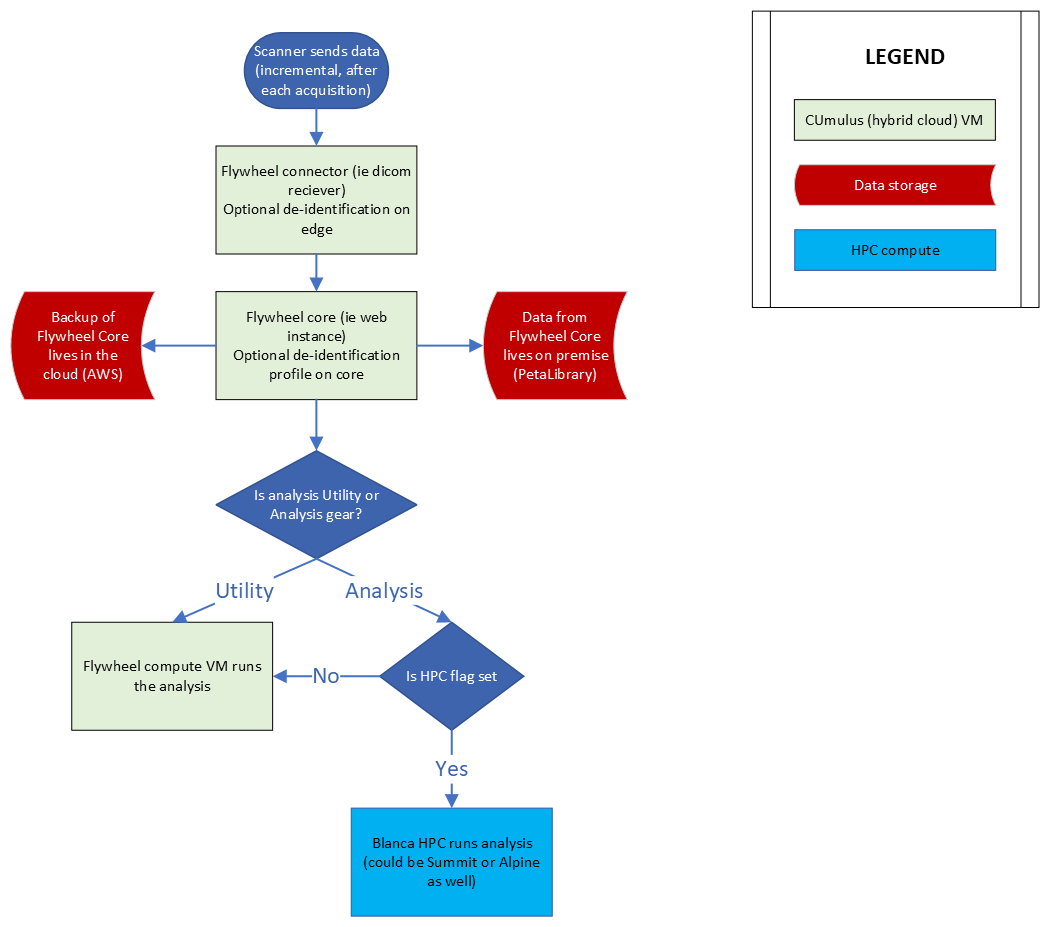 Scanner sends data
(incremental, after
each acquisition)
LEGEND
CUmulus (hybrid cloud) VM
Data storage
HPC compute
Flywheel connector (ie dicom
reciever)
Optional de-identification on
edge
Backup of
Flywheel Core
lives in the
cloud (AWS)
Flywheel core (ie web
instance)
Optional de-identification
profile on core
Data from
Flywheel Core
lives on premise
(PetaLibrary)
Is analysis Utility or
Analysis gear?
Utility
Analysis
Flywheel compute VM runs
the analysis
No
Is HPC flag set
Yes
Blanca HPC runs analysis
(could be Summit or Alpine
as well)